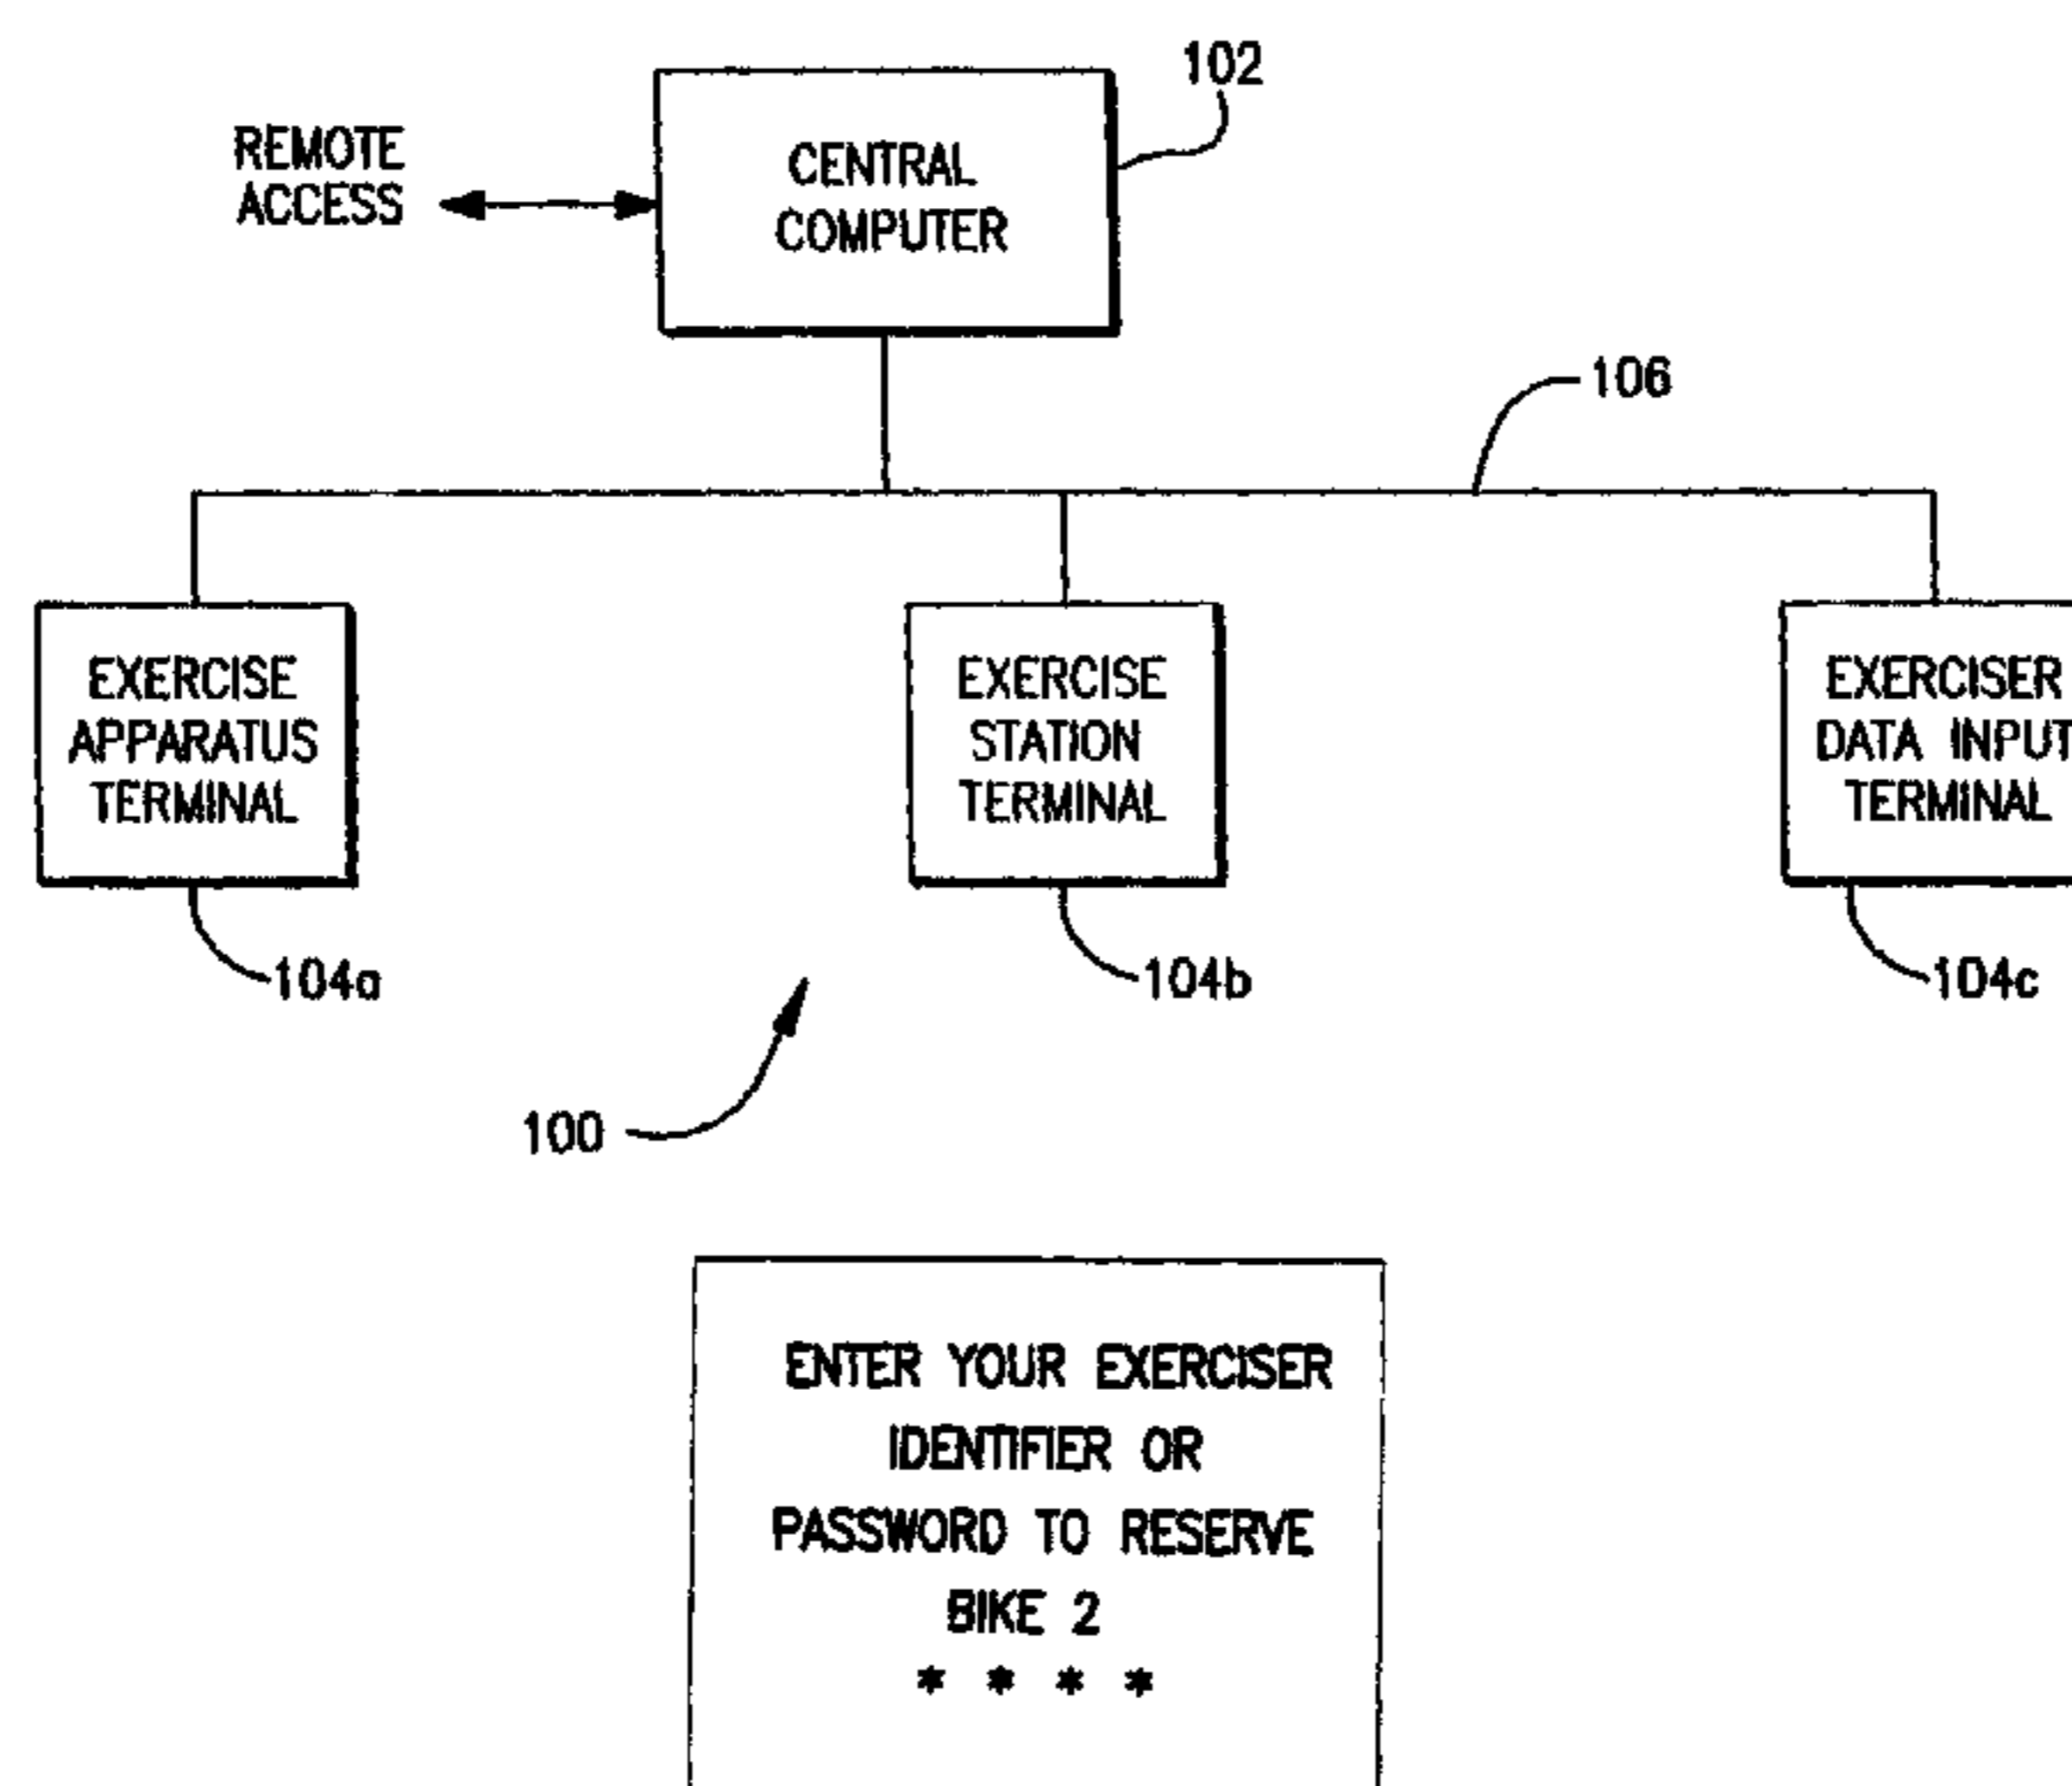 102
REMOTE
ACCESS
CENTRAL
COMPUTER
106
EXERCISE
APPARATUS
TERMINAL
EXERCISE
STATION
TERMINAL
EXERCISER
DATA INPUT
TERMINAL
104a
104b
104c
100
ENTER YOUR EXERCISER
IDENTIFIER OR
PASSWORD TO RESERVE
BIKE 2
* * * *